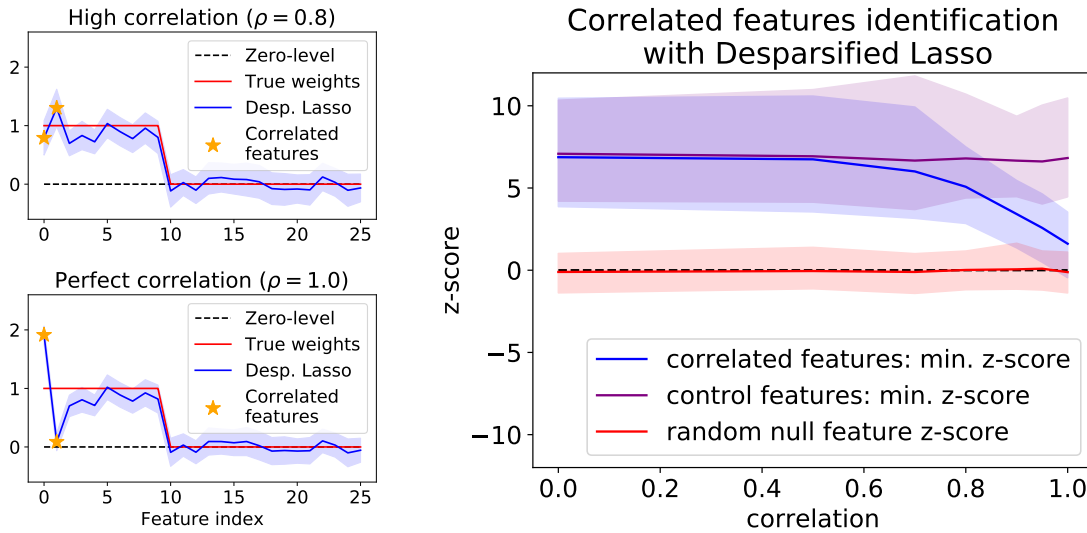 High correlation (ρ = 0.8)
Zero-level
True weights
Desp. Lasso
Correlated
features
2
1
0
0
5
10
15
20
25
Perfect correlation (ρ = 1.0)
Zero-level
True weights
Desp. Lasso
Correlated
features
2
1
0
0
5
10
15
20
25
Feature index
Correlated features identification
with Desparsified Lasso
z-score
10
5
0
−5
−10
correlated features: min. z-score
control features: min. z-score
random null feature z-score
0.0
0.2
0.4
0.6
0.8
1.0
correlation